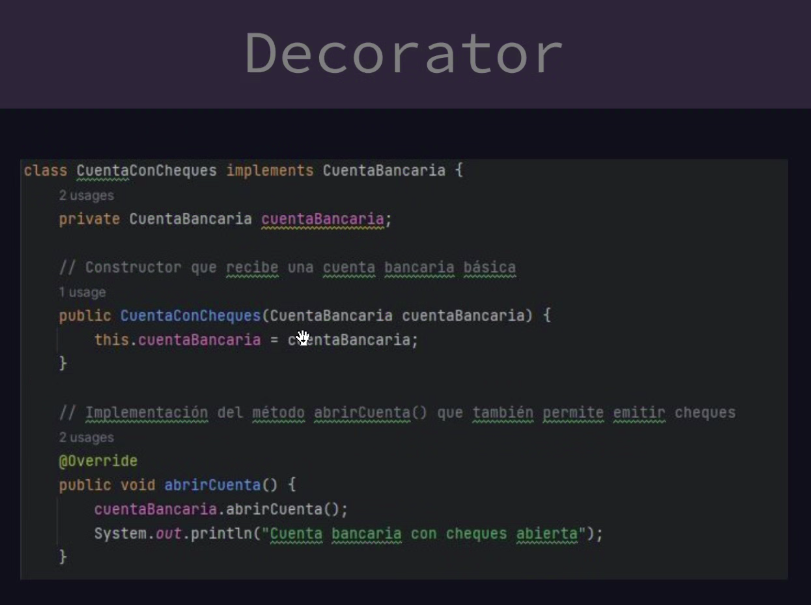 Decorator
class CuentaConCheques implements CuentaBancaria {
2 usages
private CuentaBancaria cuentaBancaria;
// Constructor que recibe una cuenta bancaria básica
1 usage
public CuentaConCheques(CuentaBancaria cuentaBancaria) {
this.cuentaBancaria = cuentaBancaria;
}
// Implementación del método abrirCuenta() que también permite emitir cheques
2 usages
@Override
public void abrirCuenta() {
cuentaBancaria.abrirCuenta();
System.out.println("Cuenta bancaria con cheques abierta");
}